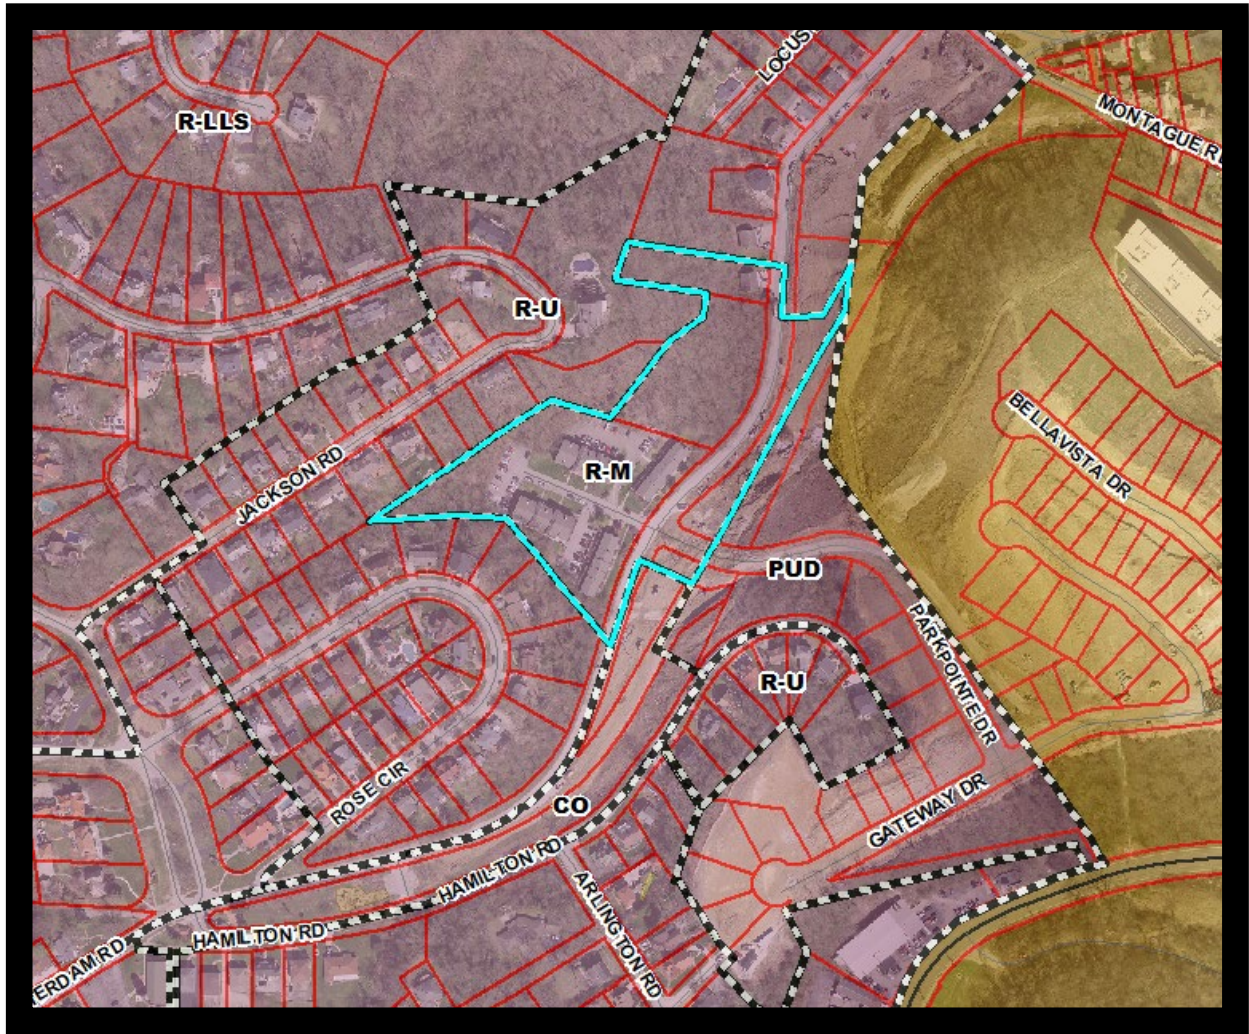 LOCUS
R-LLS
MONTAGUE R
R-U
BELLAVISTA DR
JACKSON RD
R-M
PUD
PARKPOINTE DR
R-U
ROSE CIR
CO
GATEWAY DR
HAMILTON RD
ARLINGTON RD
HAMILTON RD
ERDAM RD